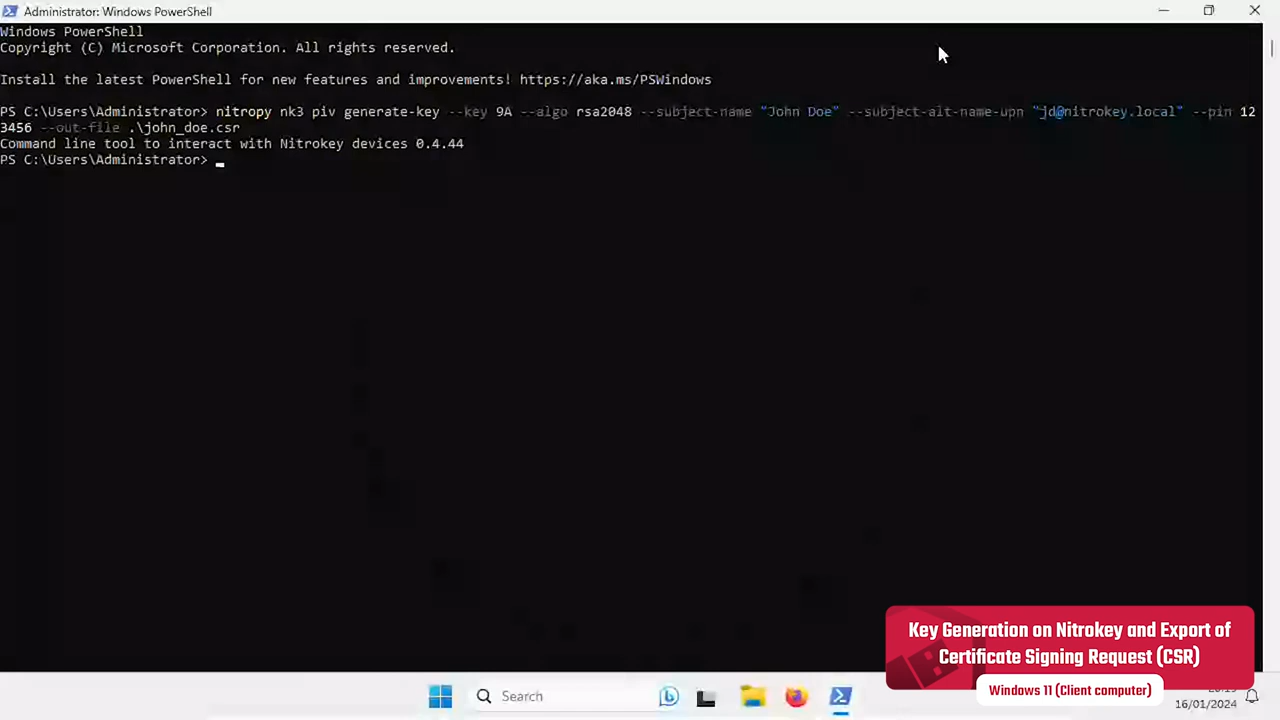 Administrator: Windows PowerShell
Windows PowerShell
Copyright (C) Microsoft Corporation. All rights reserved.
Install the latest PowerShell for new features and improvements! https://aka.ms/PSWindows
PS C:\Users\Administrator> nitropy nk3 piv generate-key --key 9A --algo rsa2048 --subject-name "John Doe" --subject-alt-name-upn "jd@nitrokey.local" --pin 12
3456 --out-file .\john_doe.csr
Command line tool to interact with Nitrokey devices 0.4.44
PS C:\Users\Administrator>
Key Generation on Nitrokey and Export of
Certificate Signing Request (CSR)
Windows 11 (Client computer)
Search
16/01/2024